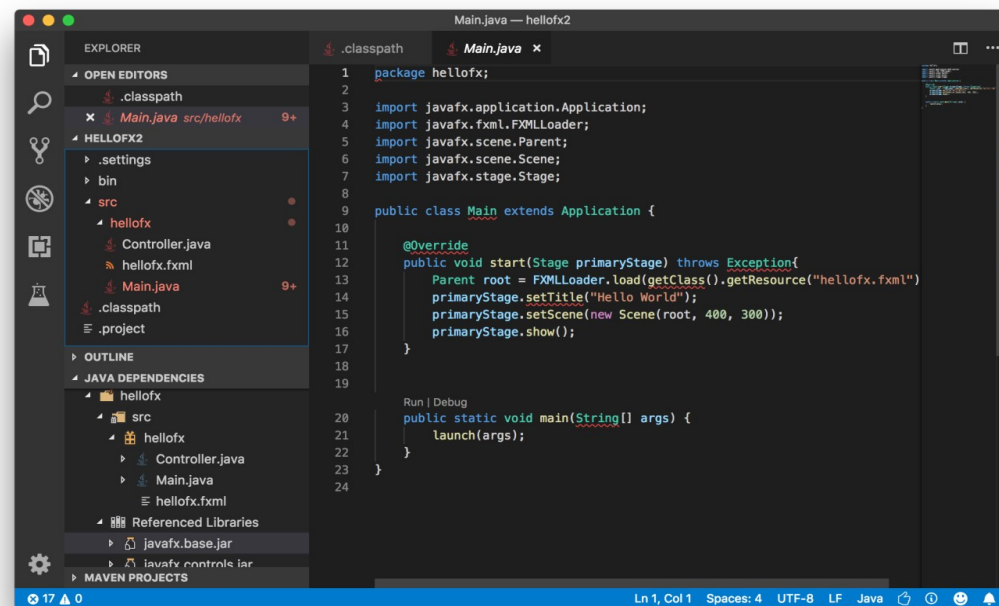 Main.java — hellofx2
EXPLORER
OPEN EDITORS
.classpath
Main.java src/hellofx 9+
HELLOFX2
.settings
bin
src
hellofx
Controller.java
hellofx.fxml
Main.java 9+
.classpath
.project
OUTLINE
JAVA DEPENDENCIES
hellofx
src
hellofx
Controller.java
Main.java
hellofx.fxml
Referenced Libraries
javafx.base.jar
javafx.controls.jar
MAVEN PROJECTS
.classpath Main.java
1 package hellofx;
2
3 import javafx.application.Application;
4 import javafx.fxml.FXMLLoader;
5 import javafx.scene.Parent;
6 import javafx.scene.Scene;
7 import javafx.stage.Stage;
8
9 public class Main extends Application {
10
11 @Override
12 public void start(Stage primaryStage) throws Exception{
13 Parent root = FXMLLoader.load(getClass().getResource("hellofx.fxml")
14 primaryStage.setTitle("Hello World");
15 primaryStage.setScene(new Scene(root, 400, 300));
16 primaryStage.show();
17 }
18
19
Run | Debug
20 public static void main(String[] args) {
21 launch(args);
22 }
23 }
24
17 0 Ln 1, Col 1 Spaces: 4 UTF-8 LF Java